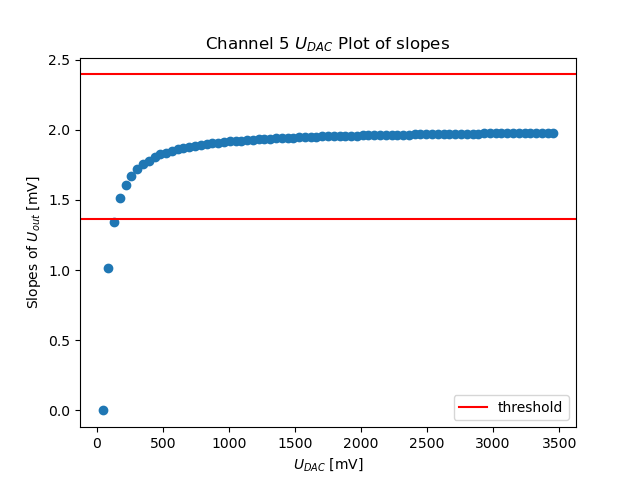 Channel 5 U_DAC Plot of slopes
2.5
2.0
1.5
1.0
0.5
0.0
Slopes of U_out [mV]
threshold
0 500 1000 1500 2000 2500 3000 3500
U_DAC [mV]